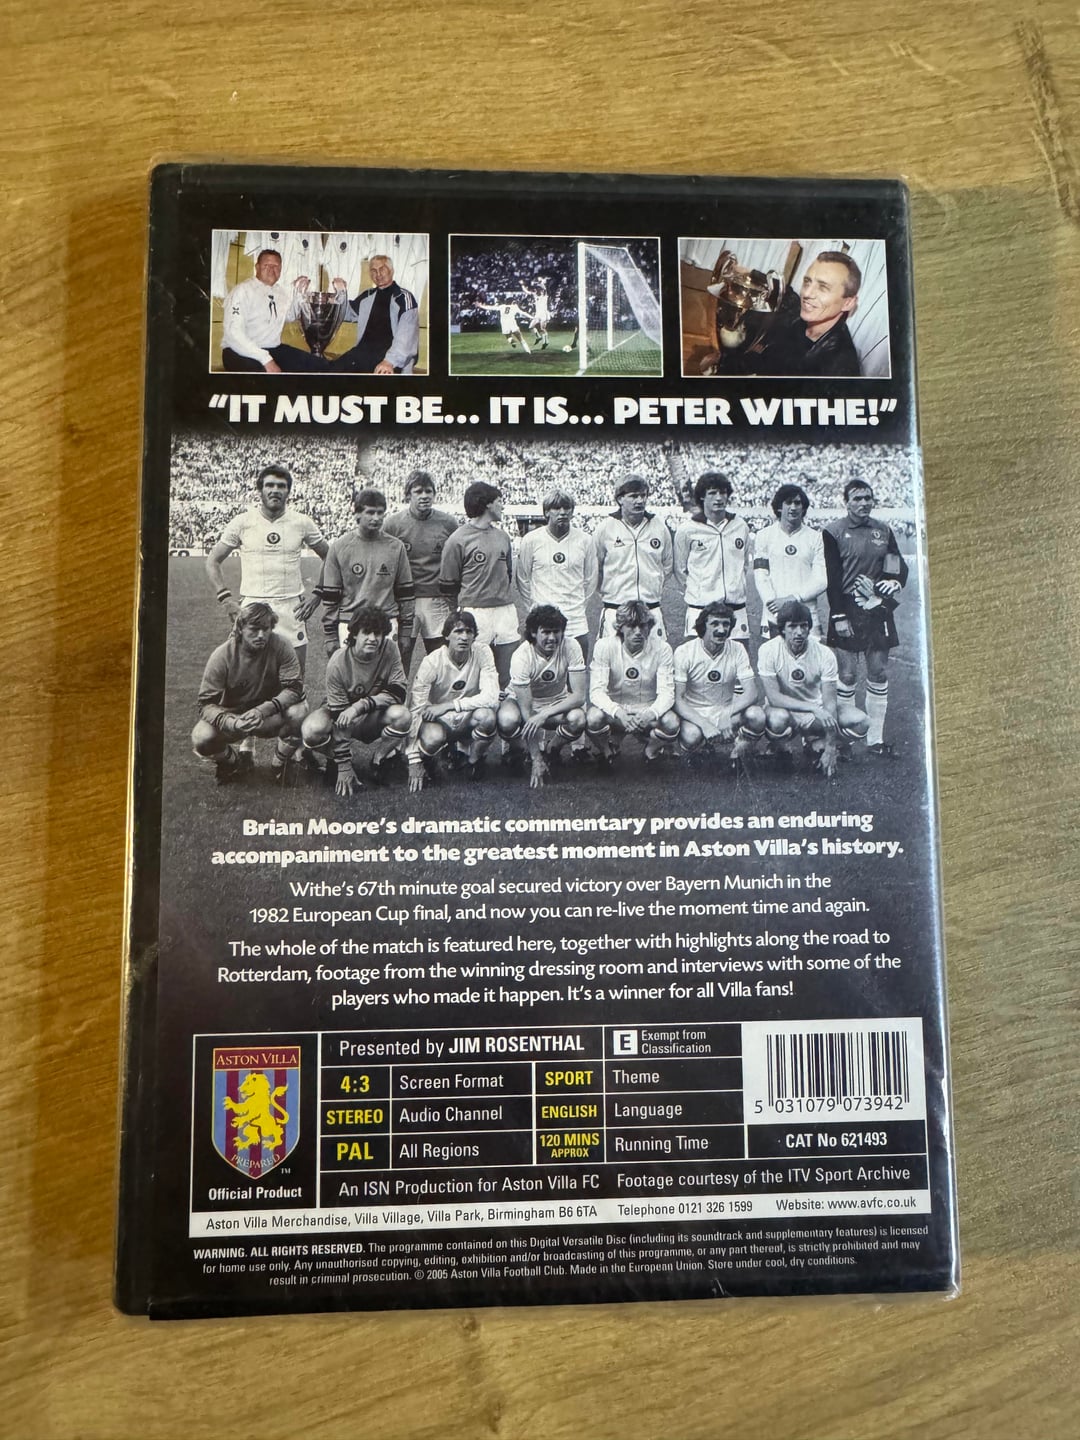 "IT MUST BE... IT IS... PETER WITHE!"
Brian Moore's dramatic commentary provides an enduring
accompaniment to the greatest moment in Aston Villa's history.
Withe's 67th minute goal secured victory over Bayern Munich in the
1982 European Cup final, and now you can re-live the moment time and again.
The whole of the match is featured here, together with highlights along the road to
Rotterdam, footage from the winning dressing room and interviews with some of the
players who made it happen. It's a winner for all Villa fans!
ASTON VILLA
PREPARED
TM
Official Product
Presented by JIM ROSENTHAL
E Exempt from
Classification
4:3 Screen Format SPORT Theme
STEREO Audio Channel ENGLISH Language
PAL All Regions 120 MINS APPROX Running Time
5 031079 073942
CAT No 621493
An ISN Production for Aston Villa FC Footage courtesy of the ITV Sport Archive
Aston Villa Merchandise, Villa Village, Villa Park, Birmingham B6 6TA Telephone 0121 326 1599 Website: www.avfc.co.uk
WARNING. ALL RIGHTS RESERVED. The programme contained on this Digital Versatile Disc (including its soundtrack and supplementary features) is licensed
for home use only. Any unauthorised copying, editing, exhibition and/or broadcasting of this programme, or any part thereof, is strictly prohibited and may
result in criminal prosecution. © 2005 Aston Villa Football Club. Made in the European Union. Store under cool, dry conditions.